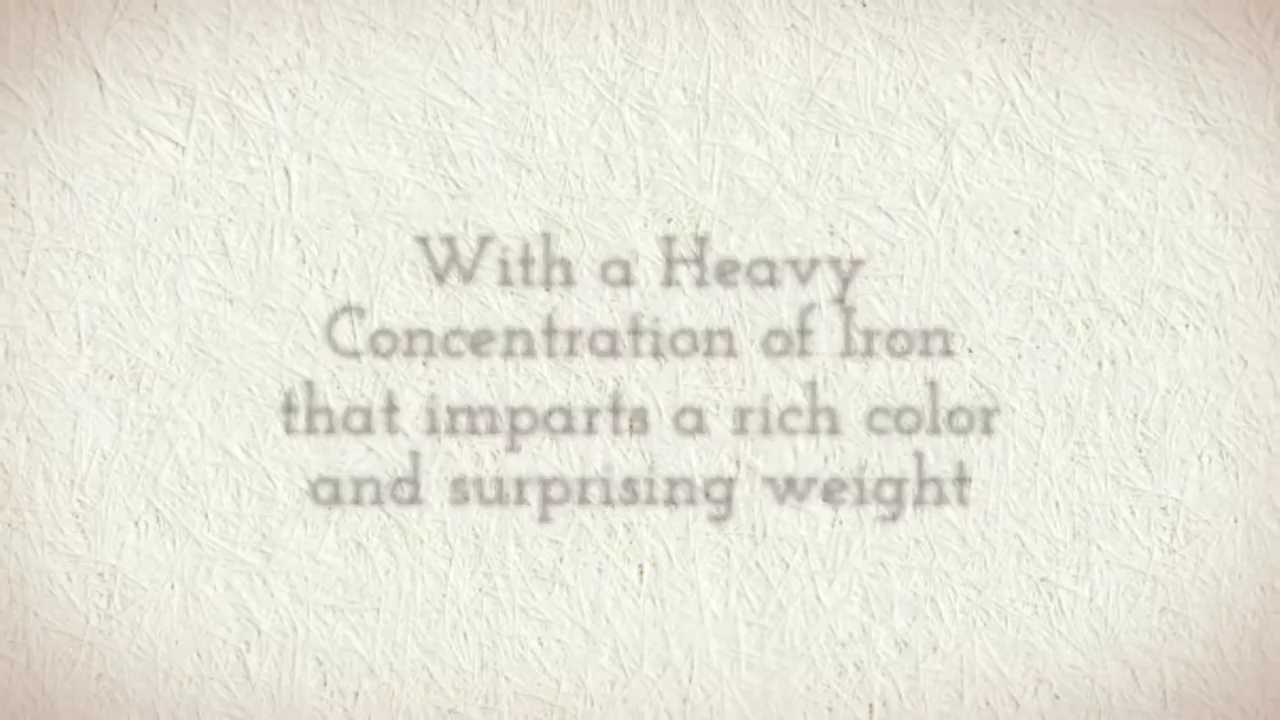 With a Heavy
Concentration of Iron
that imparts a rich color
and surprising weight